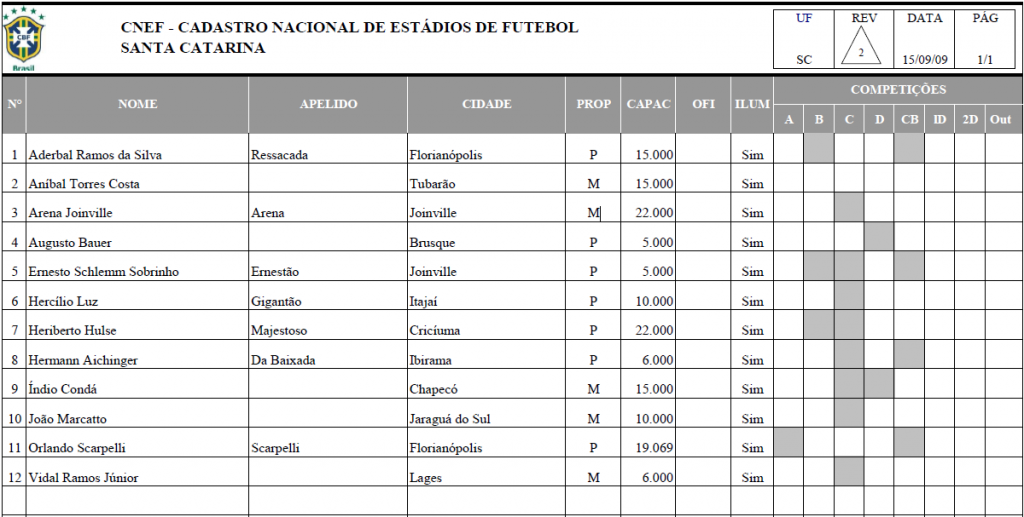 CBF
Brasil
CNEF - CADASTRO NACIONAL DE ESTÁDIOS DE FUTEBOL
SANTA CATARINA
UF REV DATA PÁG
SC 2 15/09/09 1/1
Nº NOME APELIDO CIDADE PROP CAPAC OFI ILUM COMPETIÇÕES
A B C D CB ID 2D Out
1 Aderbal Ramos da Silva Ressacada Florianópolis P 15.000 Sim
2 Aníbal Torres Costa Tubarão M 15.000 Sim
3 Arena Joinville Arena Joinville M 22.000 Sim
4 Augusto Bauer Brusque P 5.000 Sim
5 Ernesto Schlemm Sobrinho Ernestão Joinville P 5.000 Sim
6 Hercílio Luz Gigantão Itajaí P 10.000 Sim
7 Heriberto Hulse Majestoso Cricíuma P 22.000 Sim
8 Hermann Aichinger Da Baixada Ibirama P 6.000 Sim
9 Índio Condá Chapecó M 15.000 Sim
10 João Marcatto Jaraguá do Sul M 10.000 Sim
11 Orlando Scarpelli Scarpelli Florianópolis P 19.069 Sim
12 Vidal Ramos Júnior Lages M 6.000 Sim